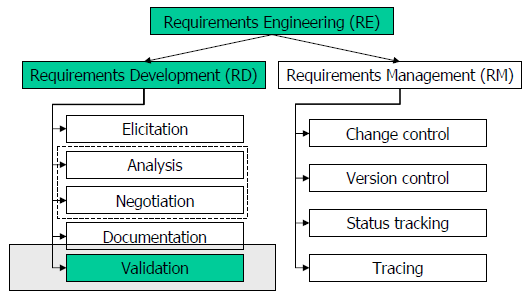 Requirements Engineering (RE)
Requirements Development (RD)
Requirements Management (RM)
Elicitation
Analysis
Negotiation
Documentation
Validation
Change control
Version control
Status tracking
Tracing